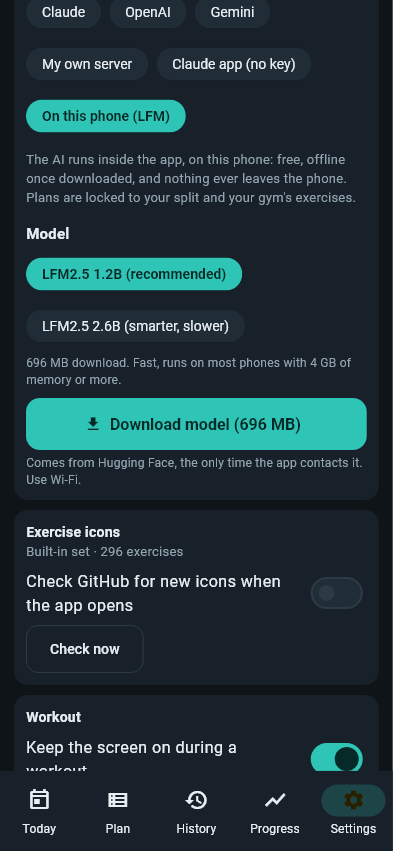 Claude
OpenAI
Gemini
My own server
Claude app (no key)
On this phone (LFM)
The AI runs inside the app, on this phone: free, offline
once downloaded, and nothing ever leaves the phone.
Plans are locked to your split and your gym's exercises.
Model
LFM2.5 1.2B (recommended)
LFM2.5 2.6B (smarter, slower)
696 MB download. Fast, runs on most phones with 4 GB of
memory or more.
Download model (696 MB)
Comes from Hugging Face, the only time the app contacts it.
Use Wi-Fi.
Exercise icons
Built-in set · 296 exercises
Check GitHub for new icons when
the app opens
Check now
Workout
Keep the screen on during a
workout
Today
Plan
History
Progress
Settings